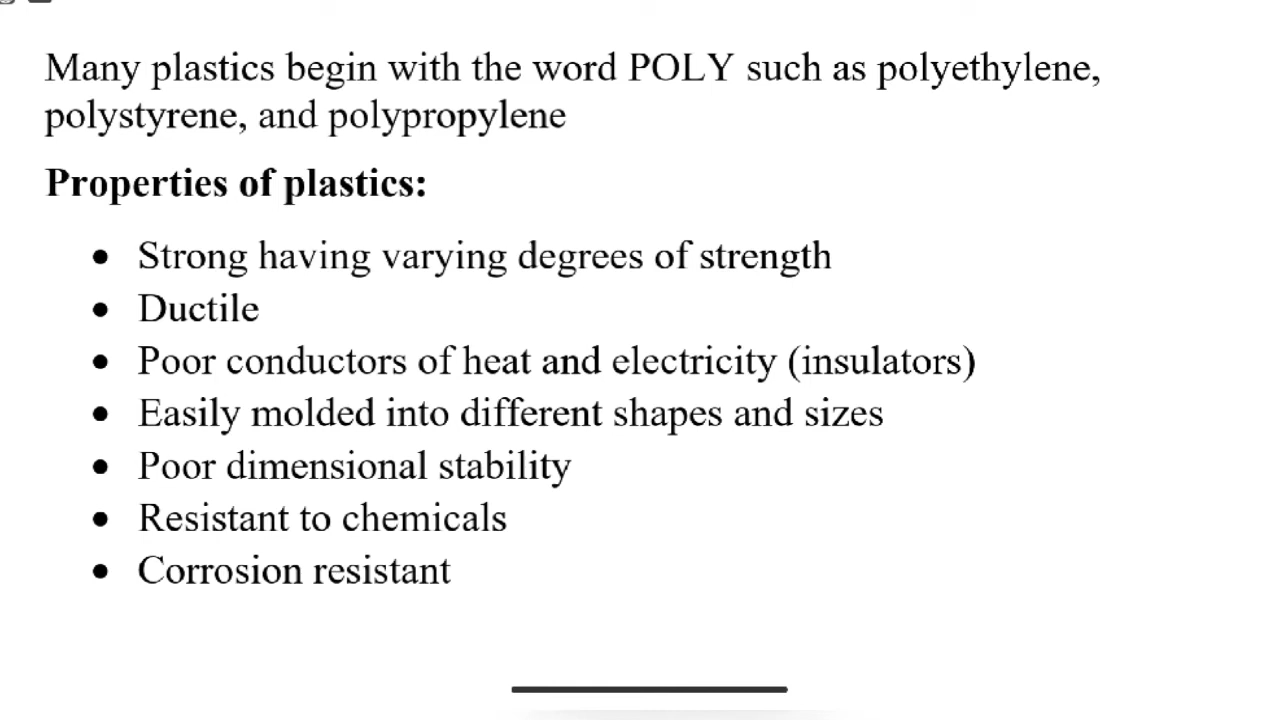 Many plastics begin with the word POLY such as polyethylene,
polystyrene, and polypropylene
Properties of plastics:
• Strong having varying degrees of strength
• Ductile
• Poor conductors of heat and electricity (insulators)
• Easily molded into different shapes and sizes
• Poor dimensional stability
• Resistant to chemicals
• Corrosion resistant